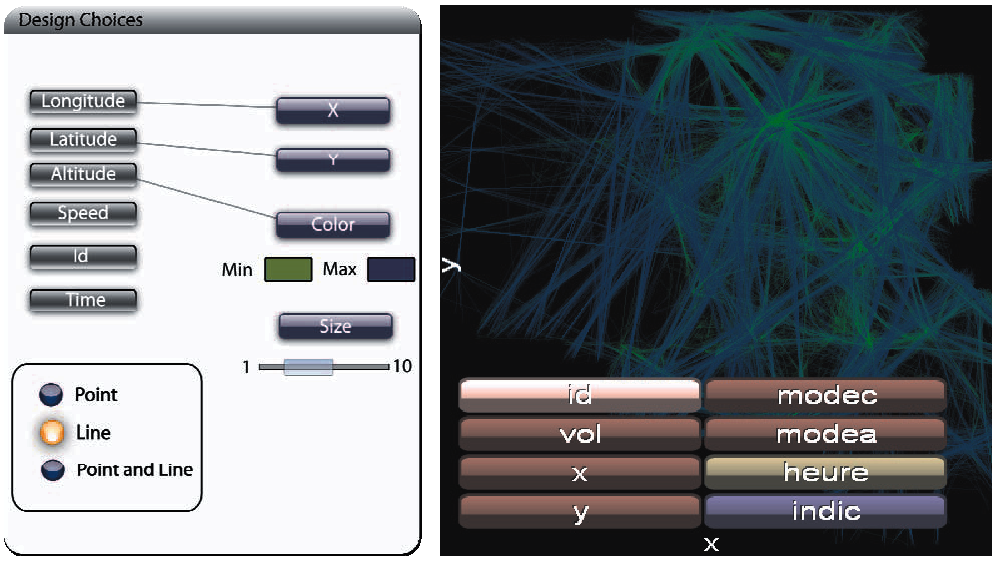 Design Choices
Longitude
X
Latitude
Y
Altitude
Color
Speed
Id
Min
Max
Time
Size
1
10
Point
Line
Point and Line
y
id
modec
vol
modea
x
heure
y
indic
x